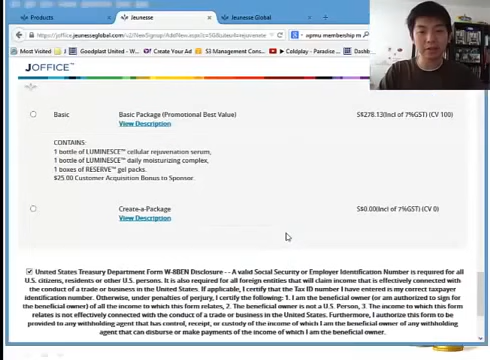 Products
Jeunesse
Jeunesse Global
https://joffice.jeunesseglobal.com/v2/NewSignup/AddNew.aspx
Most Visited
Goodplast United - W...
Create Your Ad
S3 Management Cons...
Coldplay - Paradise
JOFFICE™
Basic
Basic Package (Promotional Best Value)
S$278.13(Incl of 7%GST) (CV 100)
View Description
CONTAINS:
1 bottle of LUMINESCE™ cellular rejuvenation serum,
1 bottle of LUMINESCE™ daily moisturizing complex,
1 boxes of RESERVE™ gel packs.
$25.00 Customer Acquisition Bonus to Sponsor.
Create-a-Package
S$0.00(Incl of 7%GST) (CV 0)
View Description
United States Treasury Department Form W-8BEN Disclosure - - A valid Social Security or Employer Identification Number is required for all
U.S. citizens, residents or other U.S. persons. It is also required for all foreign entities that will claim income that is effectively connected
with the conduct of a trade or business in the United States. If applicable, I certify that the Tax ID number I have entered is my correct taxpayer
identification number. Otherwise, under penalties of perjury, I certify the following: 1. I am the beneficial owner (or am authorized to sign for
the beneficial owner) of all the income to which this form relates, 2. The beneficial owner is not a U.S. Person, 3. The income to which this form
relates is not effectively connected with the conduct of a trade or business in the United States. Furthermore, I authorize this form to be
provided to any withholding agent that has control, receipt, or custody of the income of which I am the beneficial owner or any withholding
agent that can disburse or make payments of the income of which I am the beneficial owner.